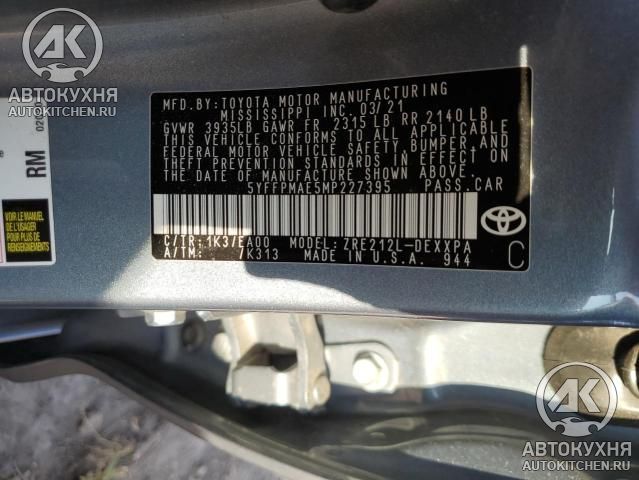 АВТОКУХНЯ
AUTOKITCHEN.RU
RM
VOIR LE MANUEL
DE L'USAGER
POUR PLUS
MFD. BY: TOYOTA MOTOR MANUFACTURING
MISSISSIPPI INC. 03/21
GVWR 3935LB GAWR FR 2315LB RR 2140LB
THIS VEHICLE CONFORMS TO ALL APPLICABLE
FEDERAL MOTOR VEHICLE SAFETY, BUMPER, AND
THEFT PREVENTION STANDARDS IN EFFECT ON
THE DATE OF MANUFACTURE SHOWN ABOVE.
5YFFPMAE5MP227395 PASS.CAR
C/TR: 1K3/EA00 MODEL: ZRE212L-DEXXPA
A/TM: /K313 MADE IN U.S.A. 944
C
AK
АВТОКУХНЯ
AUTOKITCHEN.RU